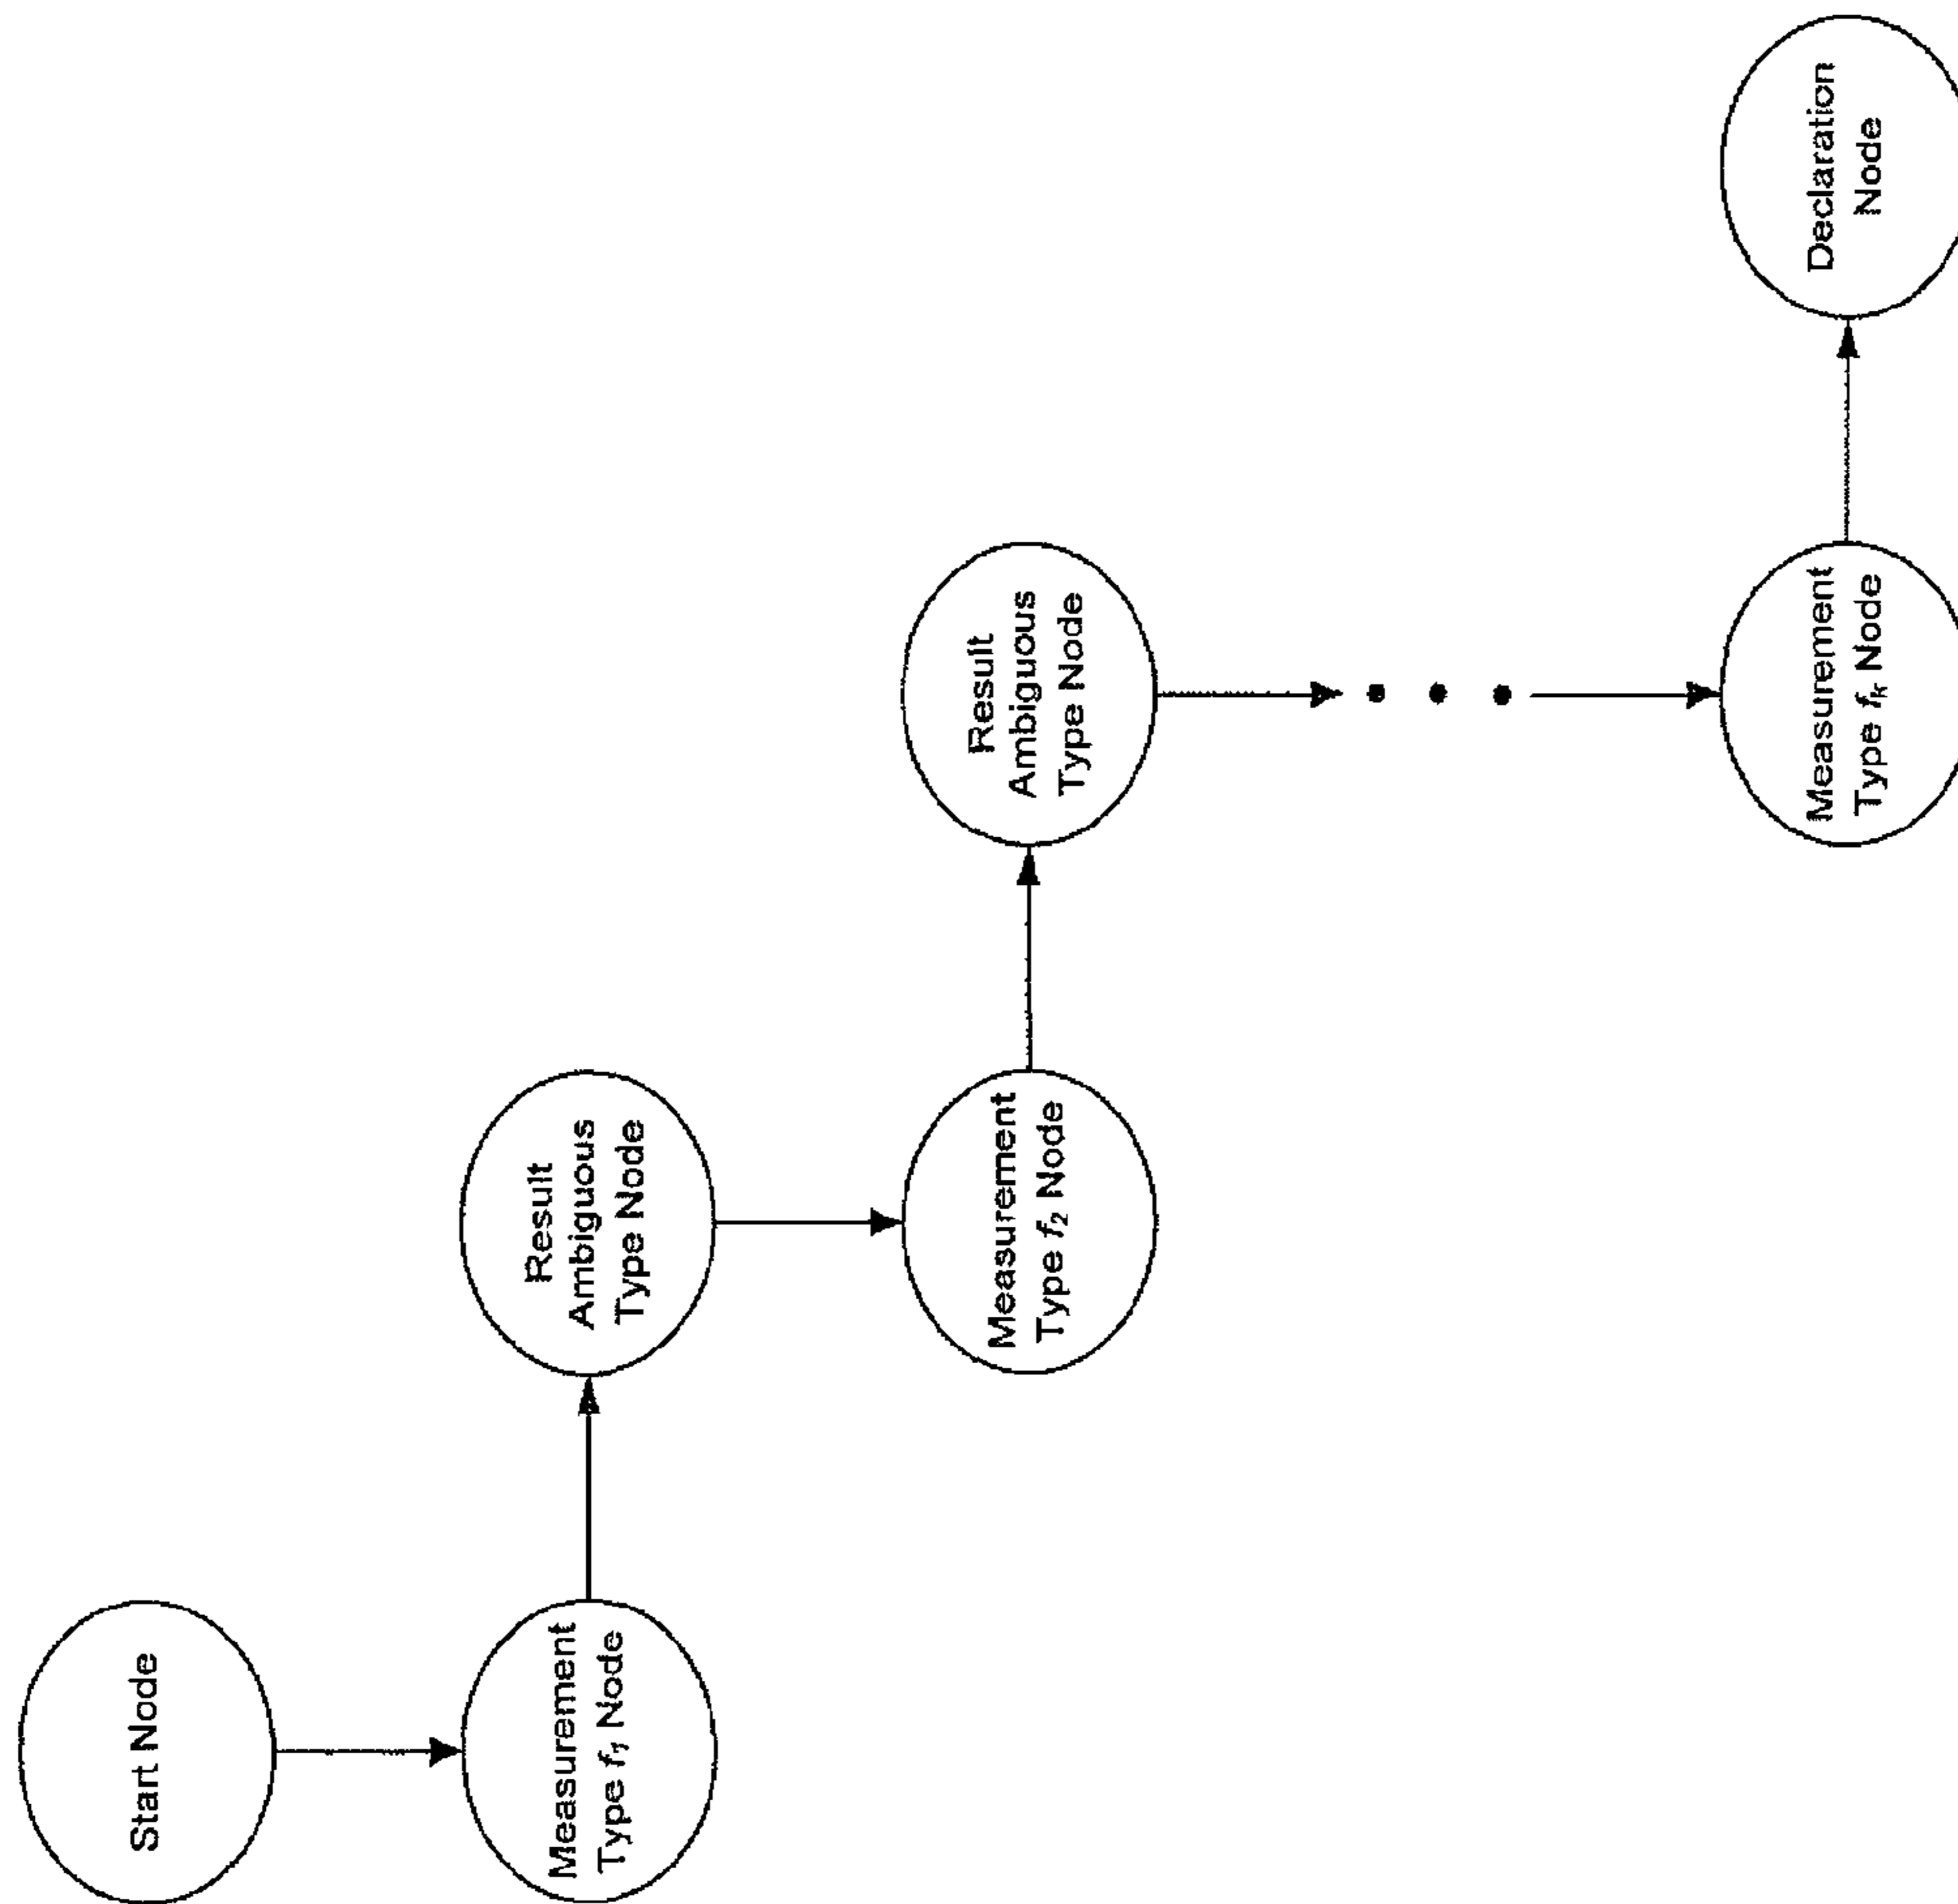 Start Node
Measurement
Type f₁ Node
Result
Ambiguous
Type Node
Measurement
Type f₂ Node
Result
Ambiguous
Type Node
Measurement
Type fₖ Node
Declaration
Node